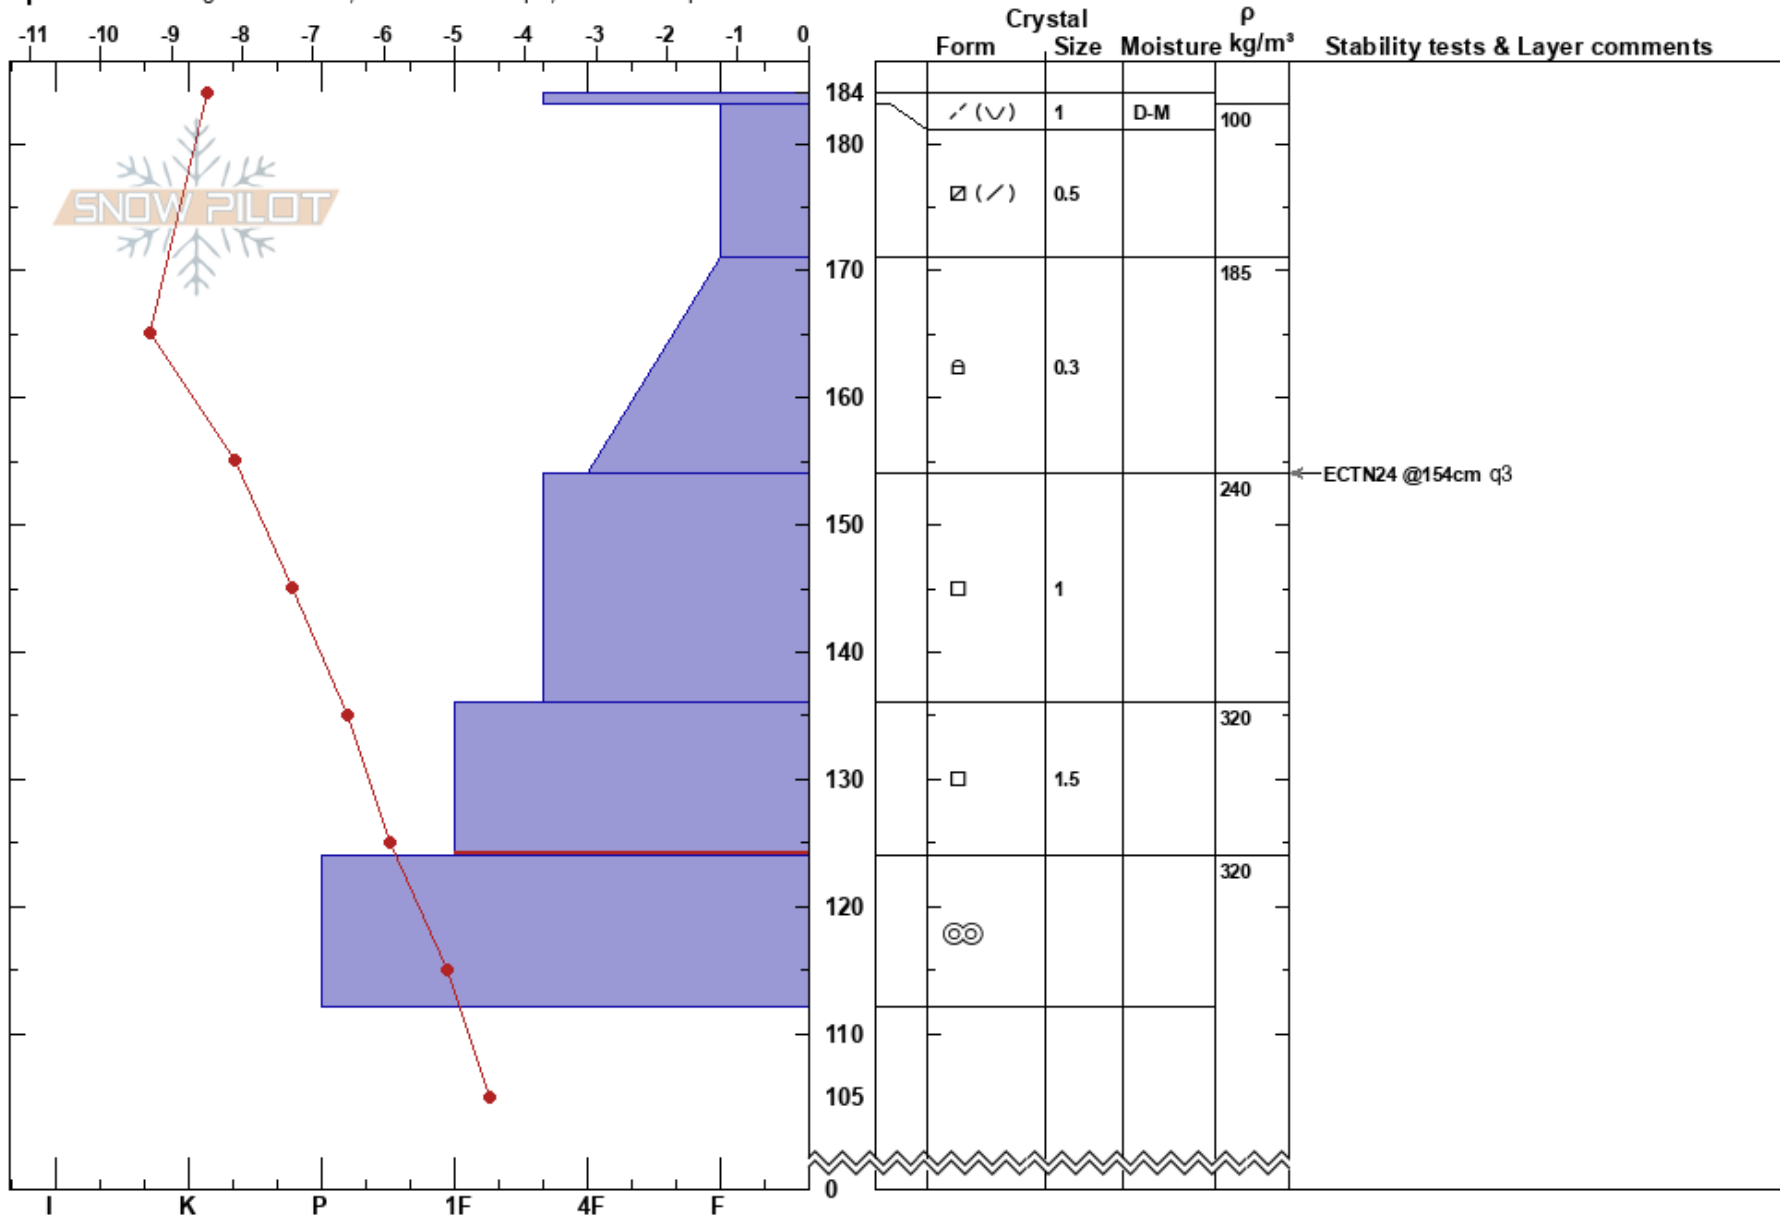 -11 -10 -9 -8 -7 -6 -5 -4 -3 -2 -1 0
Crystal ρ
Form Size Moisture kg/m³ Stability tests & Layer comments
184
1 D-M 100
180
0.5
SNOW PILOT
170 185
0.3
160
ECTN24 @154cm q3
240
150
1
140
320
130 1.5
320
120
110
105
0
I K P 1F 4F F